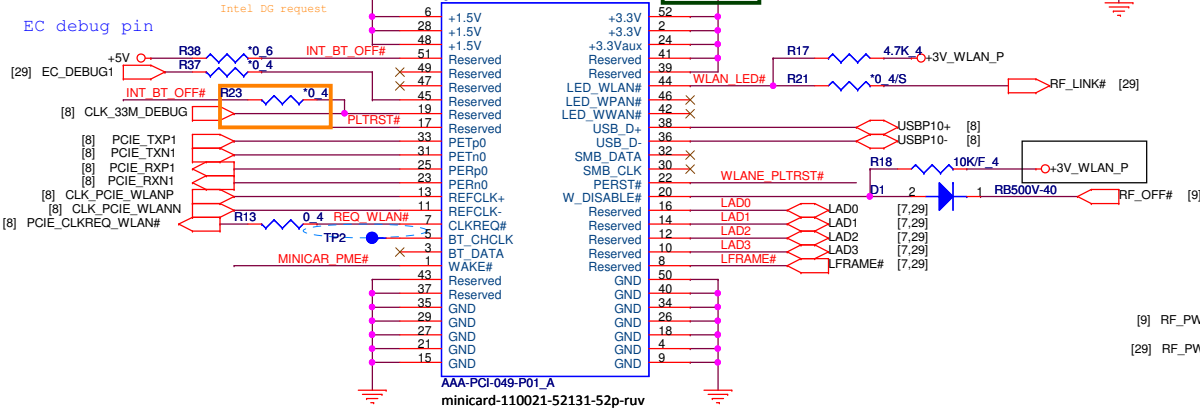 Intel DG request
EC debug pin
6 +1.5V +3.3V 52
28 +1.5V +3.3V 2
48 +1.5V +3.3Vaux 24
+5V R38 *0_6 INT_BT_OFF# 51 Reserved Reserved 41 R17 4.7K_4 +3V_WLAN_P
[29] EC_DEBUG1 R37 *0_4 49 Reserved Reserved 39
47 Reserved LED_WLAN# 44 WLAN_LED# R21 *0_4/S RF_LINK# [29]
INT_BT_OFF# R23 *0_4 45 Reserved LED_WPAN# 46
[8] CLK_33M_DEBUG 19 Reserved LED_WWAN# 42
PLTRST# 17 Reserved USB_D+ 38 USBP10+ [8]
[8] PCIE_TXP1 33 PETp0 USB_D- 36 USBP10- [8]
[8] PCIE_TXN1 31 PETn0 SMB_DATA 32
[8] PCIE_RXP1 25 PERp0 SMB_CLK 30 R18 10K/F_4 +3V_WLAN_P
[8] PCIE_RXN1 23 PERn0 PERST# 22 WLANE_PLTRST#
[8] CLK_PCIE_WLANP 13 REFCLK+ W_DISABLE# 20 D1 2 1 RB500V-40 RF_OFF# [9]
[8] CLK_PCIE_WLANN 11 REFCLK- Reserved 16 LAD0 LAD0 [7,29]
[8] PCIE_CLKREQ_WLAN# R13 0_4 REQ_WLAN# 7 CLKREQ# Reserved 14 LAD1 LAD1 [7,29]
TP2 5 BT_CHCLK Reserved 12 LAD2 LAD2 [7,29]
3 BT_DATA Reserved 10 LAD3 LAD3 [7,29]
MINICAR_PME# 1 WAKE# Reserved 8 LFRAME# LFRAME# [7,29]
43 Reserved GND 50
37 Reserved GND 40
35 GND GND 34
29 GND GND 26
27 GND GND 18
21 GND GND 4
15 GND GND 9
[9] RF_PW
[29] RF_PW
AAA-PCI-049-P01_A
minicard-110021-52131-52p-ruv